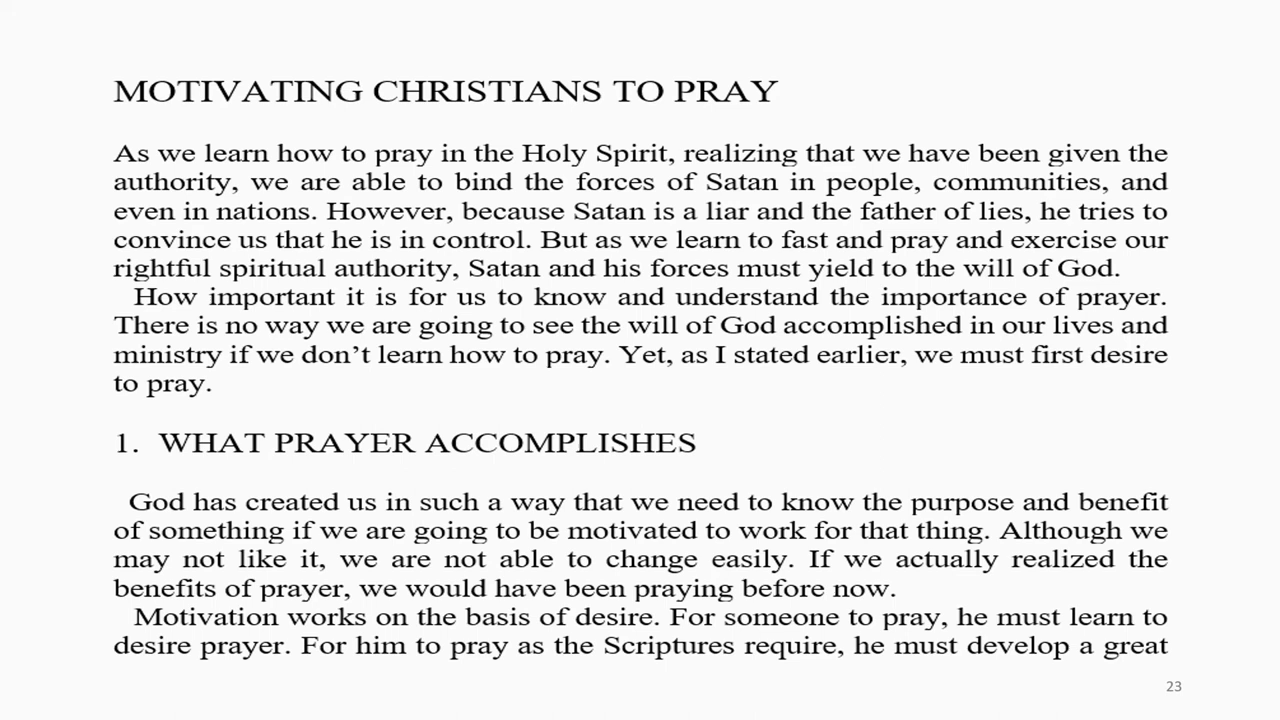 MOTIVATING CHRISTIANS TO PRAY
As we learn how to pray in the Holy Spirit, realizing that we have been given the
authority, we are able to bind the forces of Satan in people, communities, and
even in nations. However, because Satan is a liar and the father of lies, he tries to
convince us that he is in control. But as we learn to fast and pray and exercise our
rightful spiritual authority, Satan and his forces must yield to the will of God.
How important it is for us to know and understand the importance of prayer.
There is no way we are going to see the will of God accomplished in our lives and
ministry if we don’t learn how to pray. Yet, as I stated earlier, we must first desire
to pray.
1. WHAT PRAYER ACCOMPLISHES
God has created us in such a way that we need to know the purpose and benefit
of something if we are going to be motivated to work for that thing. Although we
may not like it, we are not able to change easily. If we actually realized the
benefits of prayer, we would have been praying before now.
Motivation works on the basis of desire. For someone to pray, he must learn to
desire prayer. For him to pray as the Scriptures require, he must develop a great
23